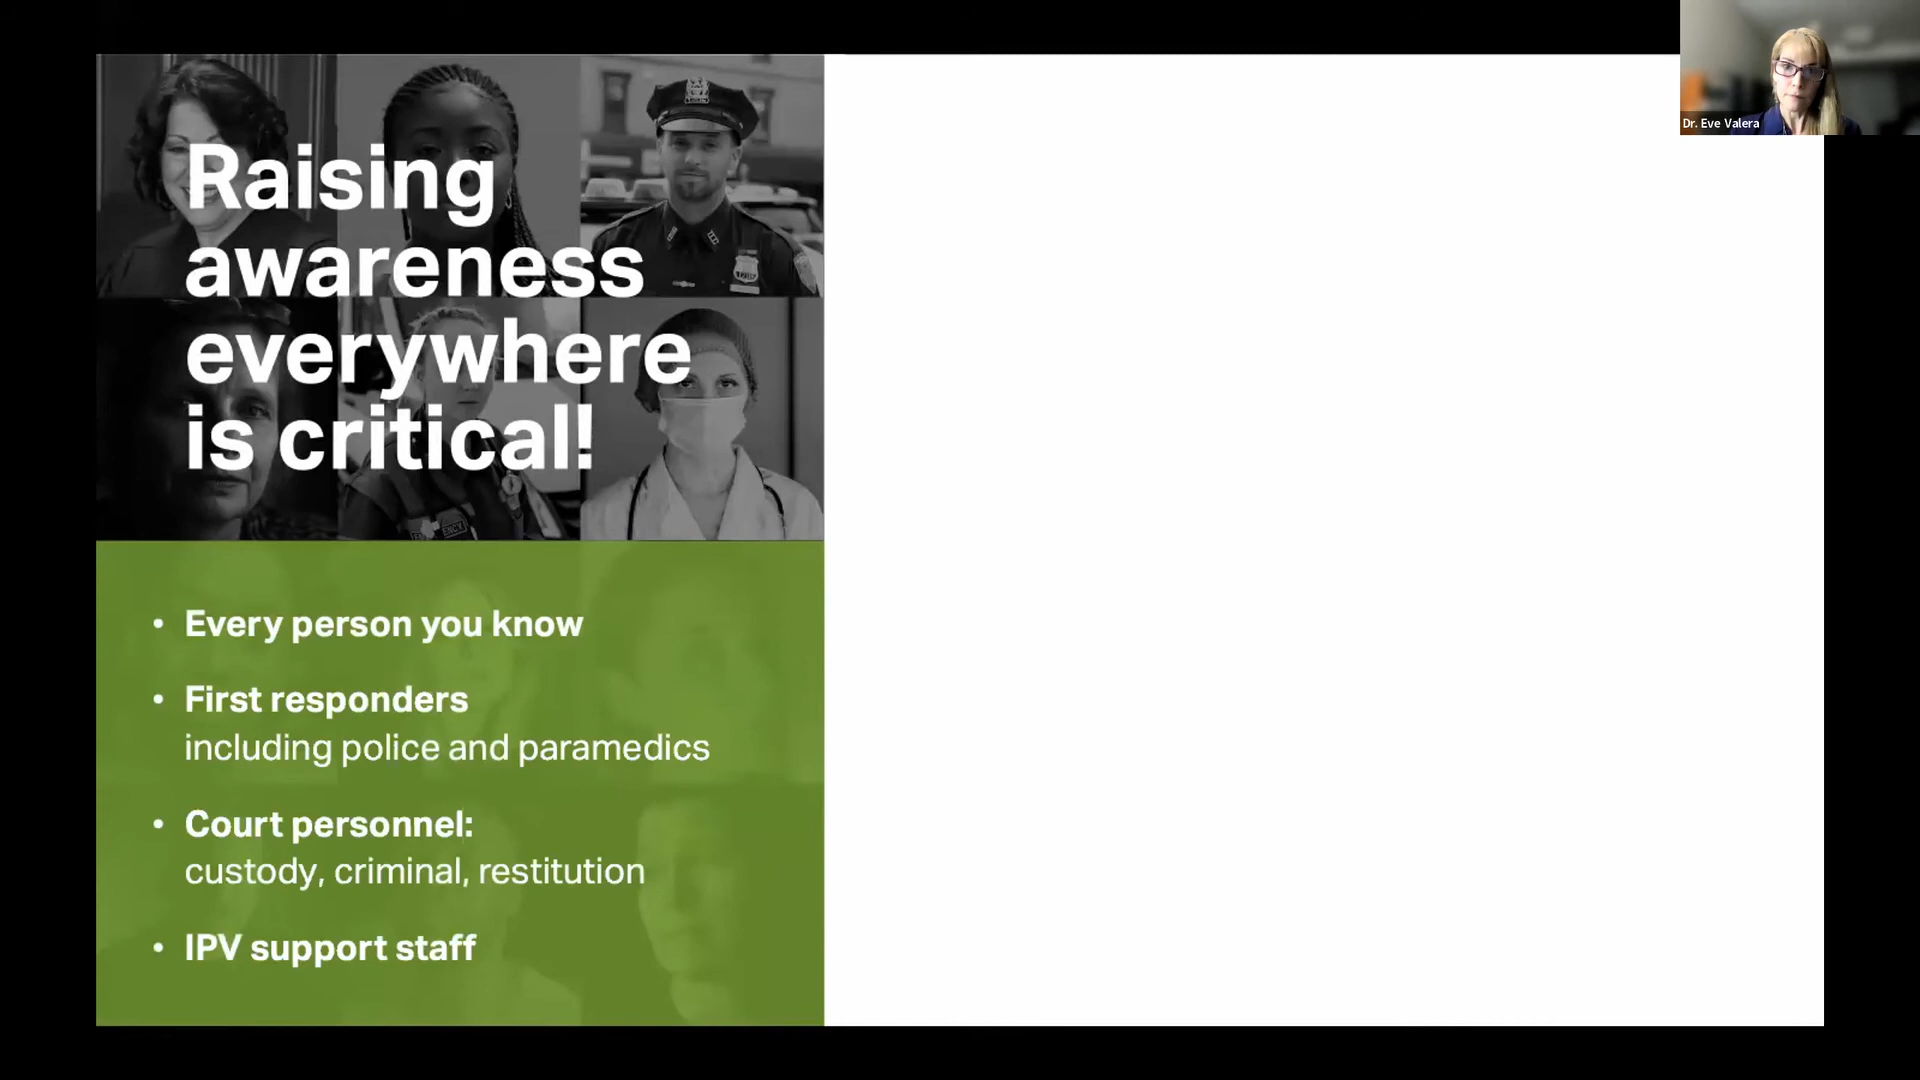 Dr. Eve Valera
Raising
awareness
everywhere
is critical!
• Every person you know
• First responders
including police and paramedics
• Court personnel:
custody, criminal, restitution
• IPV support staff